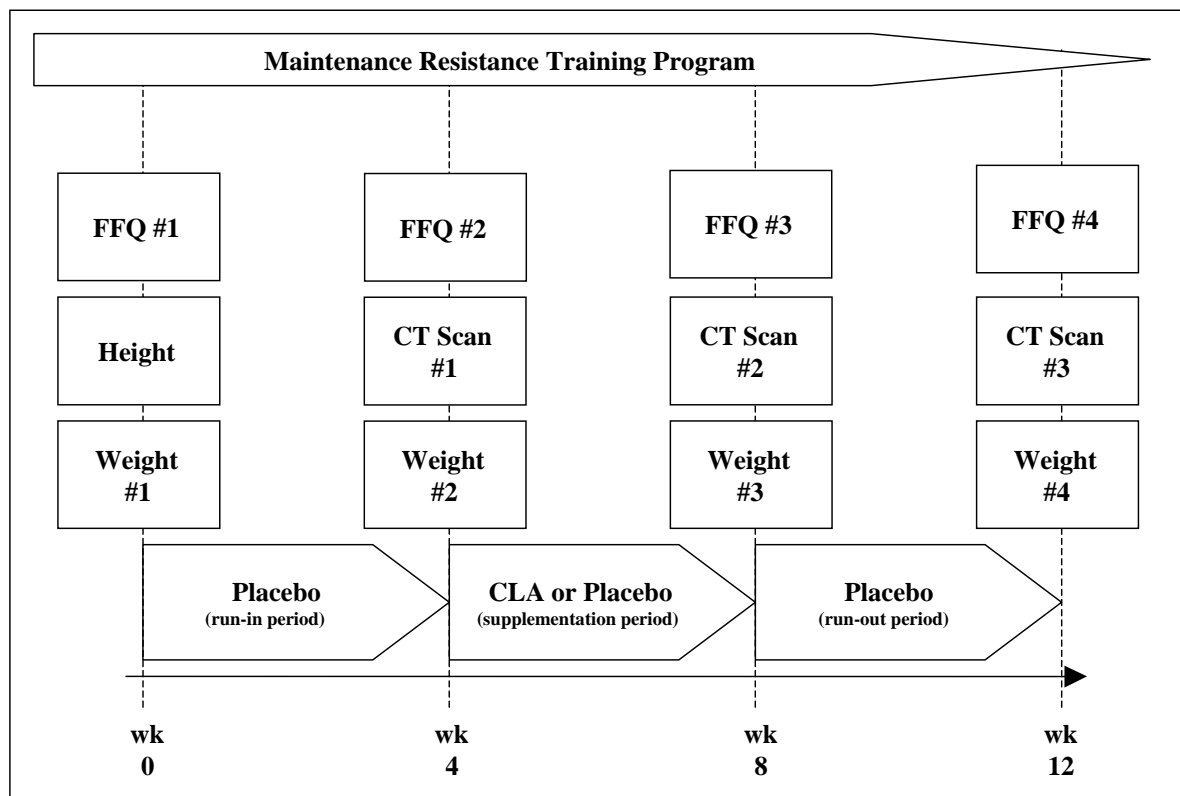 Maintenance Resistance Training Program
FFQ #1
FFQ #2
FFQ #3
FFQ #4
Height
CT Scan
#1
CT Scan
#2
CT Scan
#3
Weight
#1
Weight
#2
Weight
#3
Weight
#4
Placebo
(run-in period)
CLA or Placebo
(supplementation period)
Placebo
(run-out period)
wk
0
wk
4
wk
8
wk
12